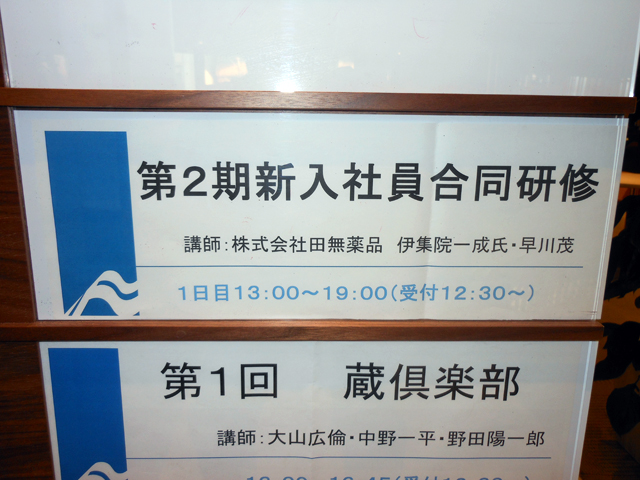 第2期新入社員合同研修
講師:株式会社田無薬品 伊集院一成氏・早川茂
1日目13:00～19:00(受付12:30～)
第1回 蔵倶楽部
講師:大山広倫・中野一平・野田陽一郎